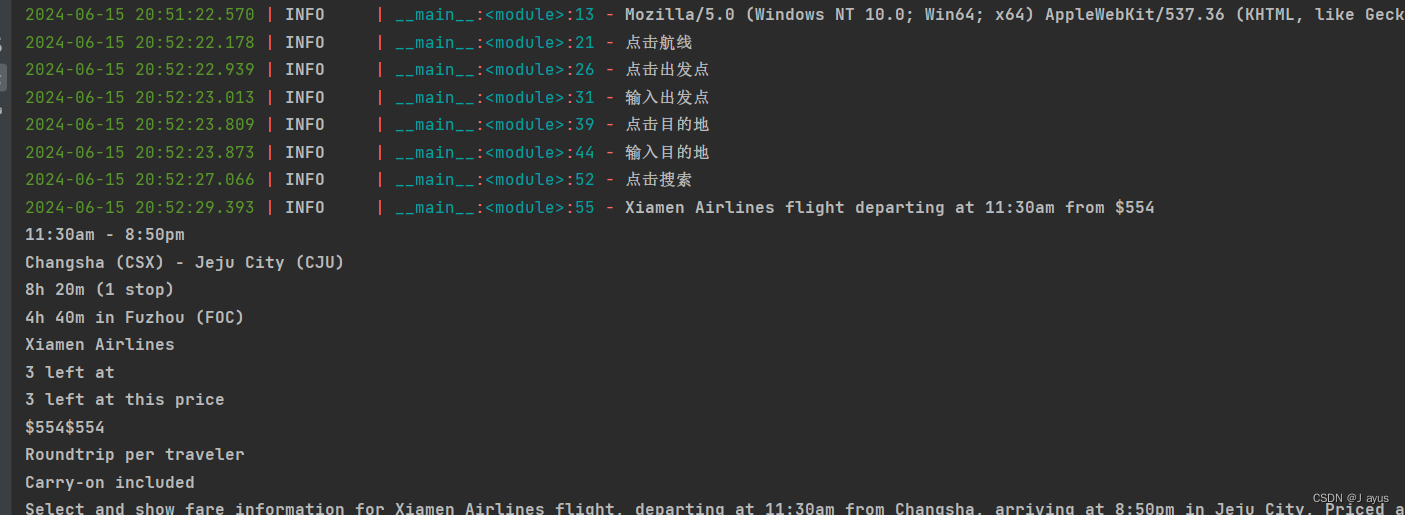 2024-06-15 20:51:22.570 | INFO     | __main__:<module>:13 - Mozilla/5.0 (Windows NT 10.0; Win64; x64) AppleWebKit/537.36 (KHTML, like Geck
2024-06-15 20:52:22.178 | INFO     | __main__:<module>:21 - 点击航线
2024-06-15 20:52:22.939 | INFO     | __main__:<module>:26 - 点击出发点
2024-06-15 20:52:23.013 | INFO     | __main__:<module>:31 - 输入出发点
2024-06-15 20:52:23.809 | INFO     | __main__:<module>:39 - 点击目的地
2024-06-15 20:52:23.873 | INFO     | __main__:<module>:44 - 输入目的地
2024-06-15 20:52:27.066 | INFO     | __main__:<module>:52 - 点击搜索
2024-06-15 20:52:29.393 | INFO     | __main__:<module>:55 - Xiamen Airlines flight departing at 11:30am from $554
11:30am - 8:50pm
Changsha (CSX) - Jeju City (CJU)
8h 20m (1 stop)
4h 40m in Fuzhou (FOC)
Xiamen Airlines
3 left at
3 left at this price
$554$554
Roundtrip per traveler
Carry-on included
Select and show fare information for Xiamen Airlines flight, departing at 11:30am from Changsha, arriving at 8:50pm in Jeju City, Priced a
CSDN @J ayus